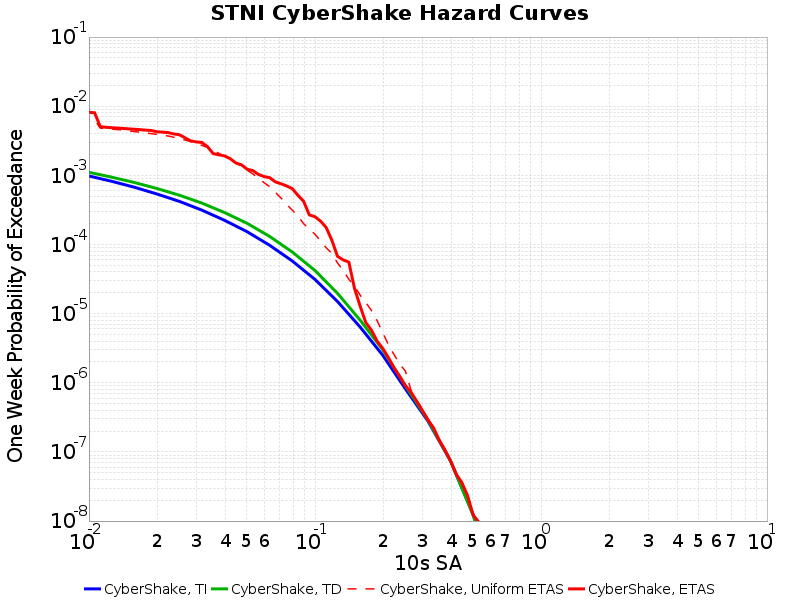 STNI CyberShake Hazard Curves
One Week Probability of Exceedance
10^-1
10^-2
10^-3
10^-4
10^-5
10^-6
10^-7
10^-8
10^-2 2 3 4 5 6 10^-1 2 3 4 5 6 7 10^0 2 3 4 5 6 7 10^1
10s SA
CyberShake, TI CyberShake, TD CyberShake, Uniform ETAS CyberShake, ETAS